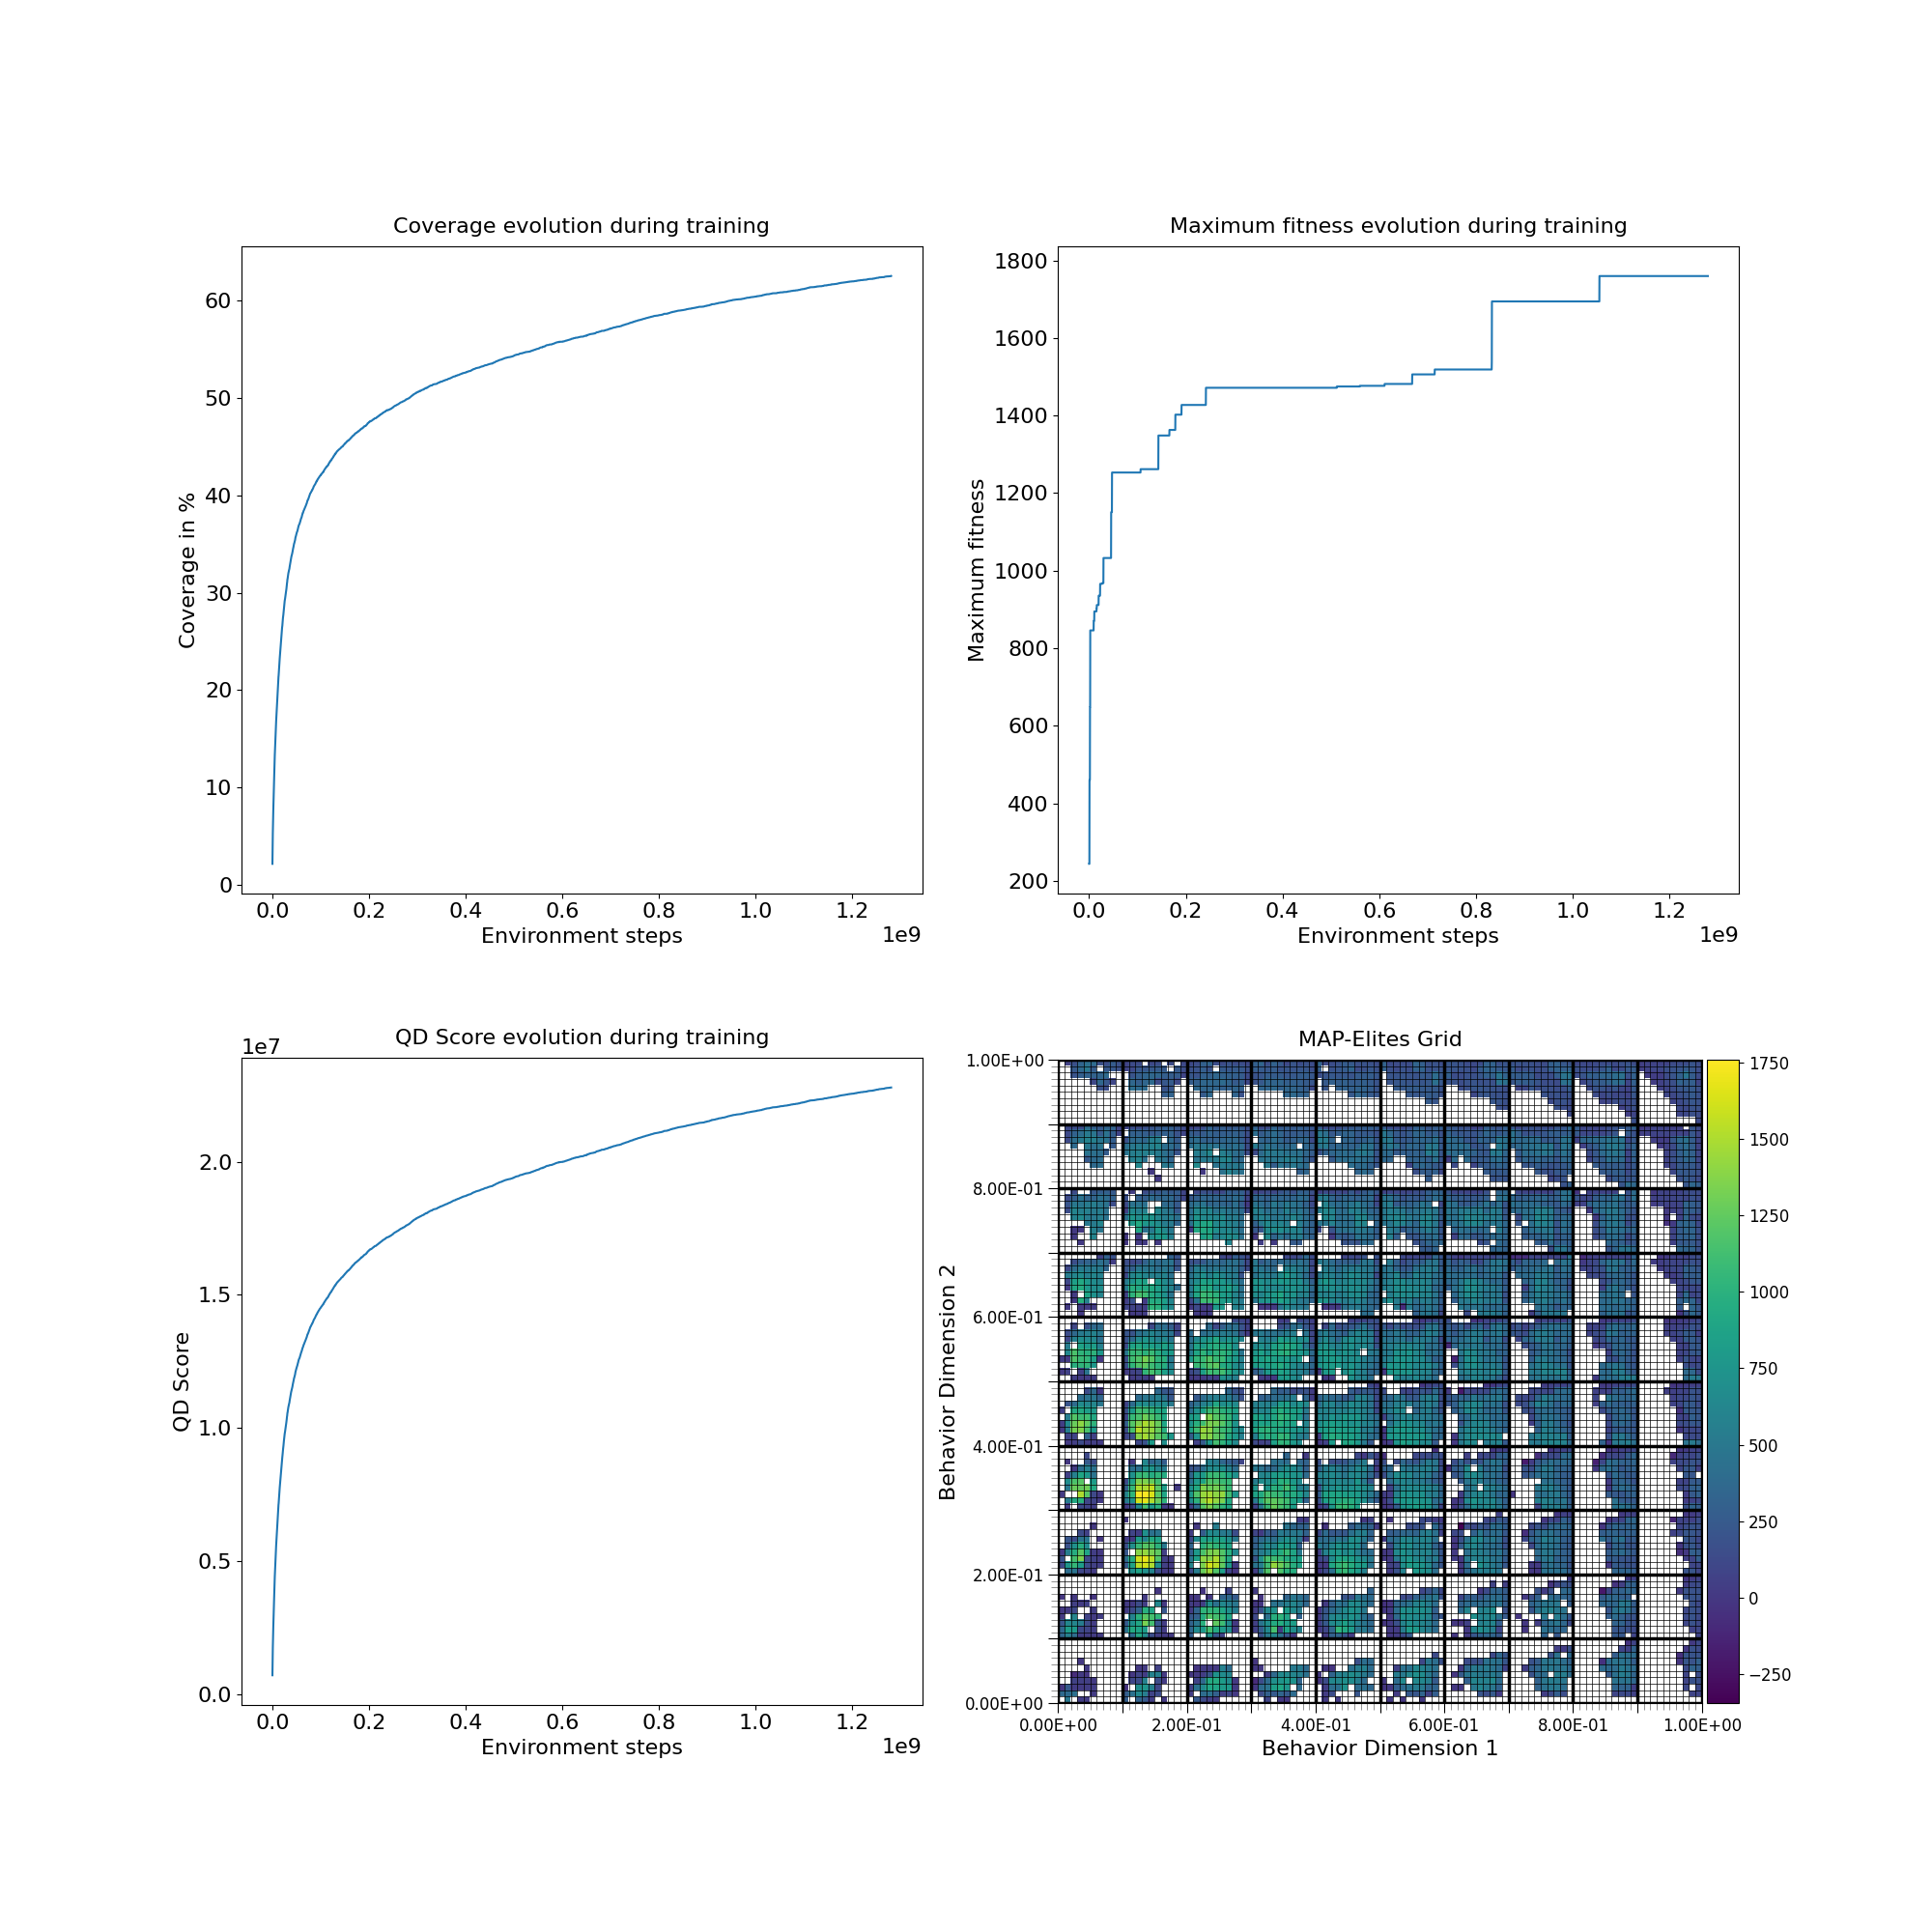 Coverage evolution during training
Coverage in %
60
50
40
30
20
10
0
0.0 0.2 0.4 0.6 0.8 1.0 1.2
Environment steps
1e9
Maximum fitness evolution during training
Maximum fitness
1800
1600
1400
1200
1000
800
600
400
200
0.0 0.2 0.4 0.6 0.8 1.0 1.2
Environment steps
1e9
QD Score evolution during training
1e7
QD Score
2.0
1.5
1.0
0.5
0.0
0.0 0.2 0.4 0.6 0.8 1.0 1.2
Environment steps
1e9
MAP-Elites Grid
Behavior Dimension 2
1.00E+00
8.00E-01
6.00E-01
4.00E-01
2.00E-01
0.00E+00
0.00E+00 2.00E-01 4.00E-01 6.00E-01 8.00E-01 1.00E+00
Behavior Dimension 1
1750
1500
1250
1000
750
500
250
0
−250